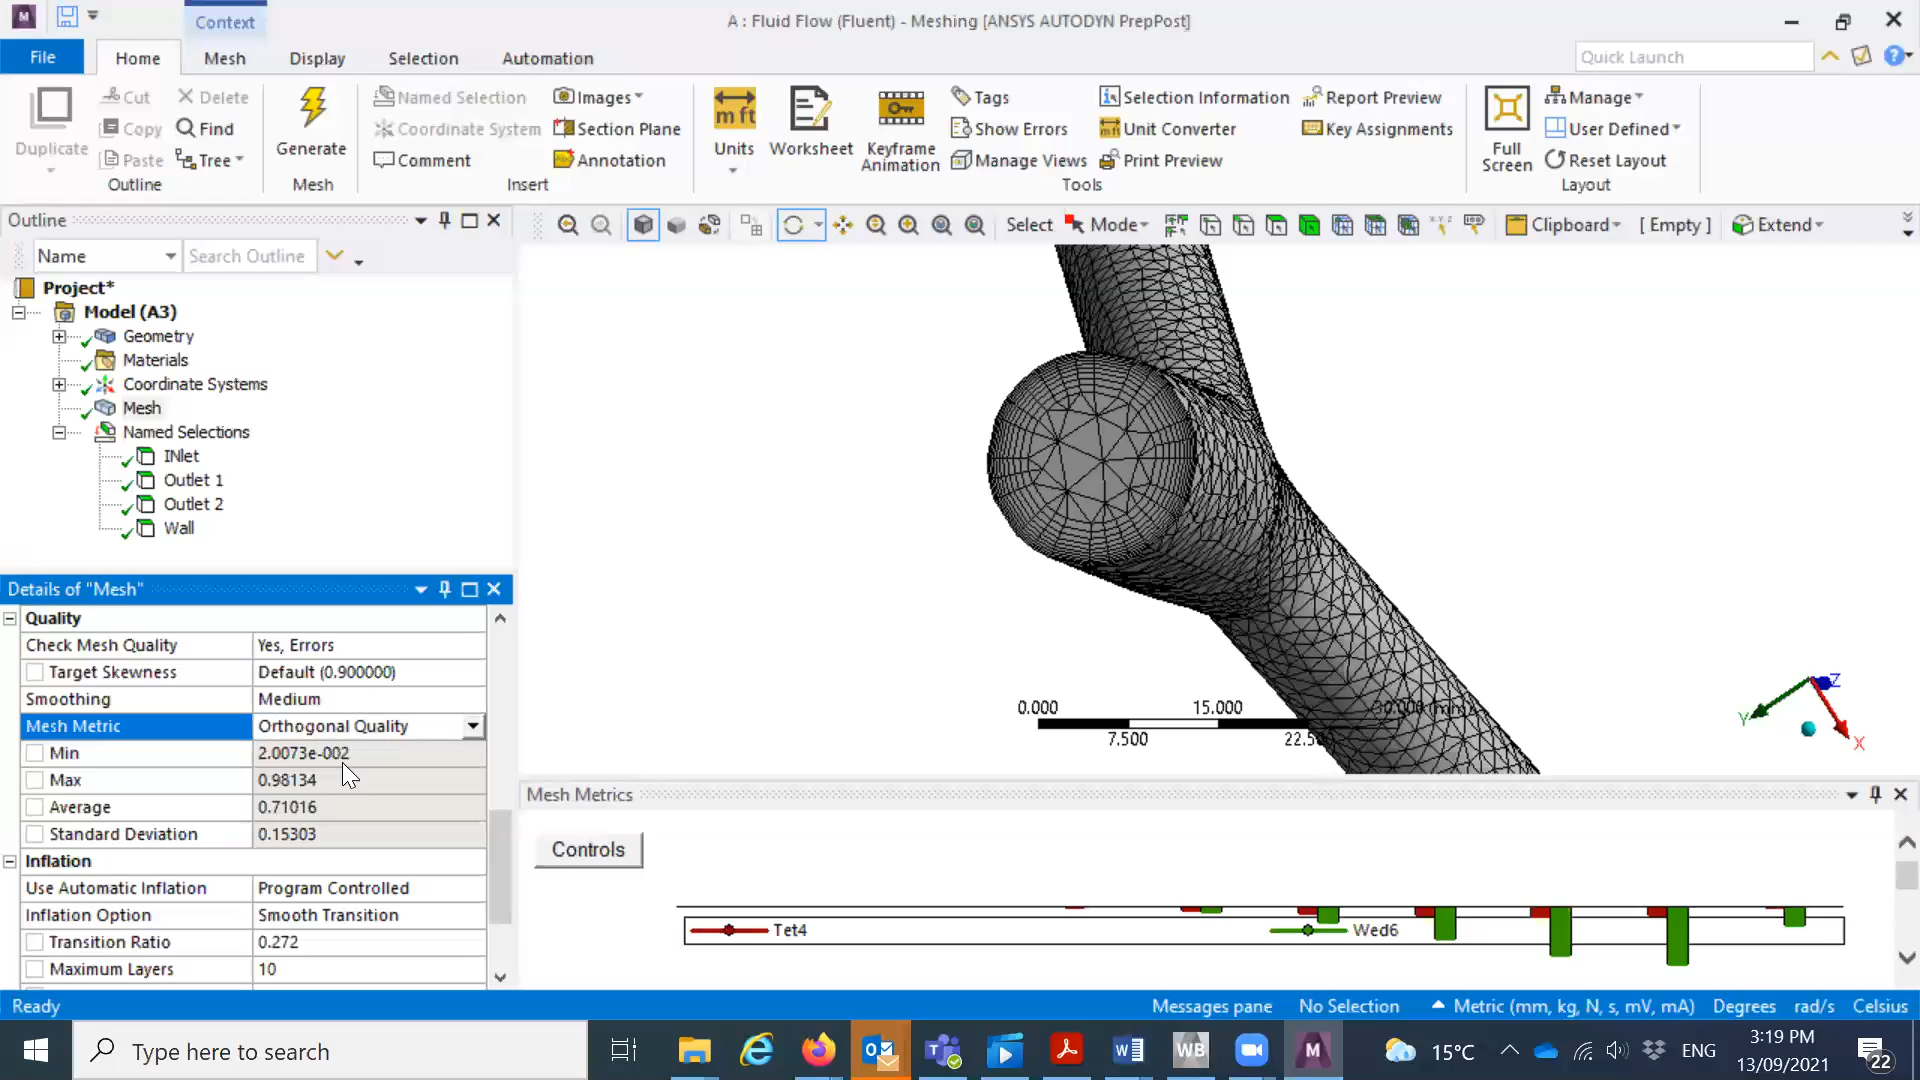 Context
A : Fluid Flow (Fluent) - Meshing [ANSYS AUTODYN PrepPost]
File
Home
Mesh
Display
Selection
Automation
Quick Launch
Duplicate
Cut
Copy
Paste
Delete
Find
Tree
Outline
Generate
Mesh
Named Selection
Coordinate System
Comment
Images
Section Plane
Annotation
Insert
Units
Worksheet
Keyframe
Animation
Tags
Show Errors
Manage Views
Selection Information
Unit Converter
Print Preview
Report Preview
Key Assignments
Tools
Full
Screen
Manage
User Defined
Reset Layout
Layout
Outline
Name
Search Outline
Project*
Model (A3)
Geometry
Materials
Coordinate Systems
Mesh
Named Selections
INlet
Outlet 1
Outlet 2
Wall
Select
Mode
Clipboard
[ Empty ]
Extend
Details of "Mesh"
Quality
Check Mesh Quality Yes, Errors
Target Skewness Default (0.900000)
Smoothing Medium
Mesh Metric Orthogonal Quality
Min 2.0073e-002
Max 0.98134
Average 0.71016
Standard Deviation 0.15303
Inflation
Use Automatic Inflation Program Controlled
Inflation Option Smooth Transition
Transition Ratio 0.272
Maximum Layers 10
0.000 15.000 30.000 (mm)
7.500
Z
Y
X
Mesh Metrics
Controls
Tet4
Wed6
Ready
Messages pane
No Selection
Metric (mm, kg, N, s, mV, mA)
Degrees
rad/s
Celsius
Type here to search
15°C
ENG
3:19 PM
13/09/2021
22